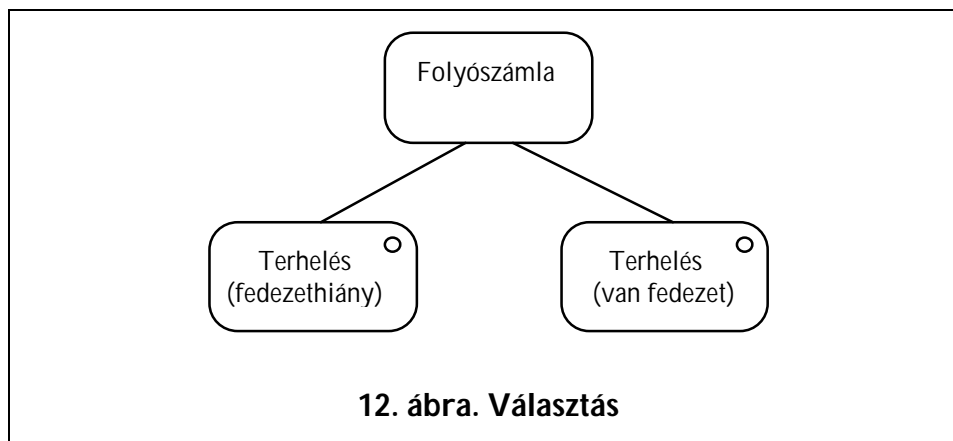 Folyószámla
Terhelés
(fedezethiány)
Terhelés
(van fedezet)
12. ábra. Választás